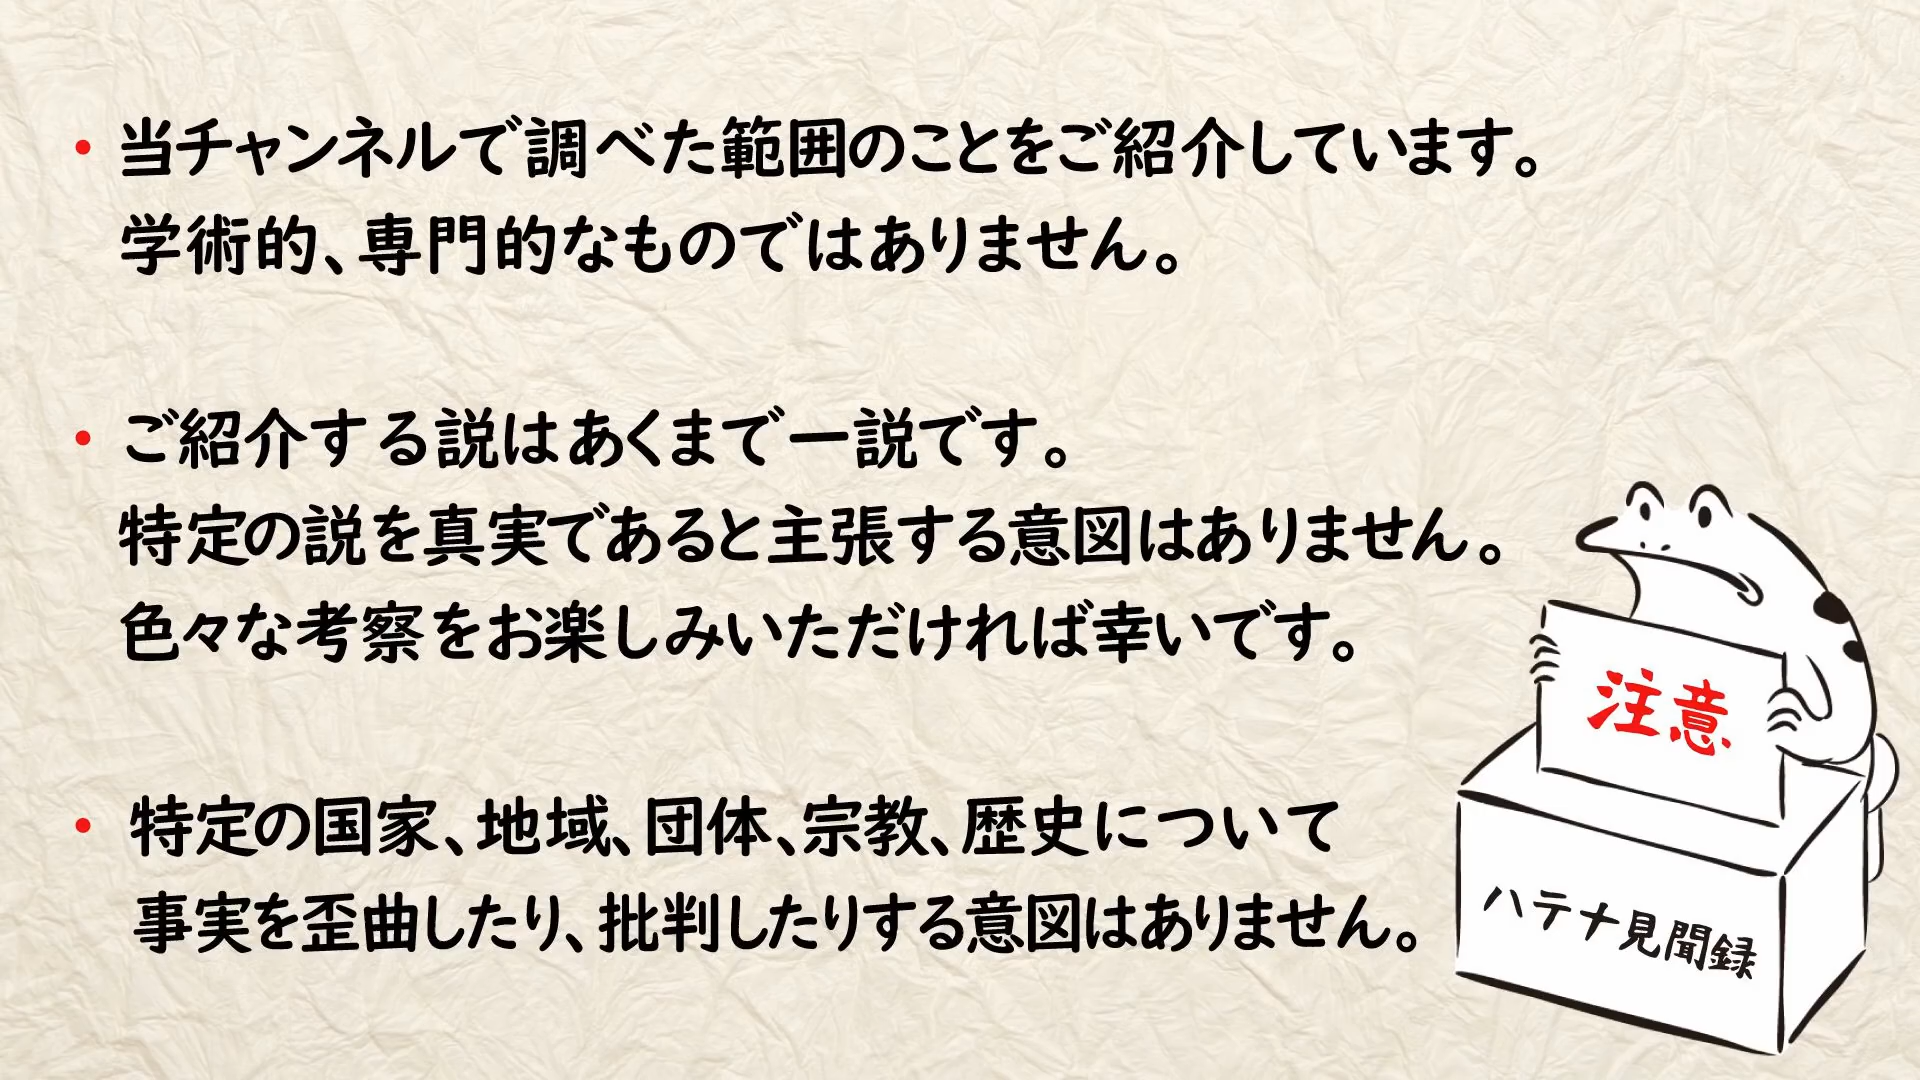 ・当チャンネルで調べた範囲のことをご紹介しています。
学術的、専門的なものではありません。
・ご紹介する説はあくまで一説です。
特定の説を真実であると主張する意図はありません。
色々な考察をお楽しみいただければ幸いです。
・特定の国家、地域、団体、宗教、歴史について
事実を歪曲したり、批判したりする意図はありません。
注意
ハテナ見聞録